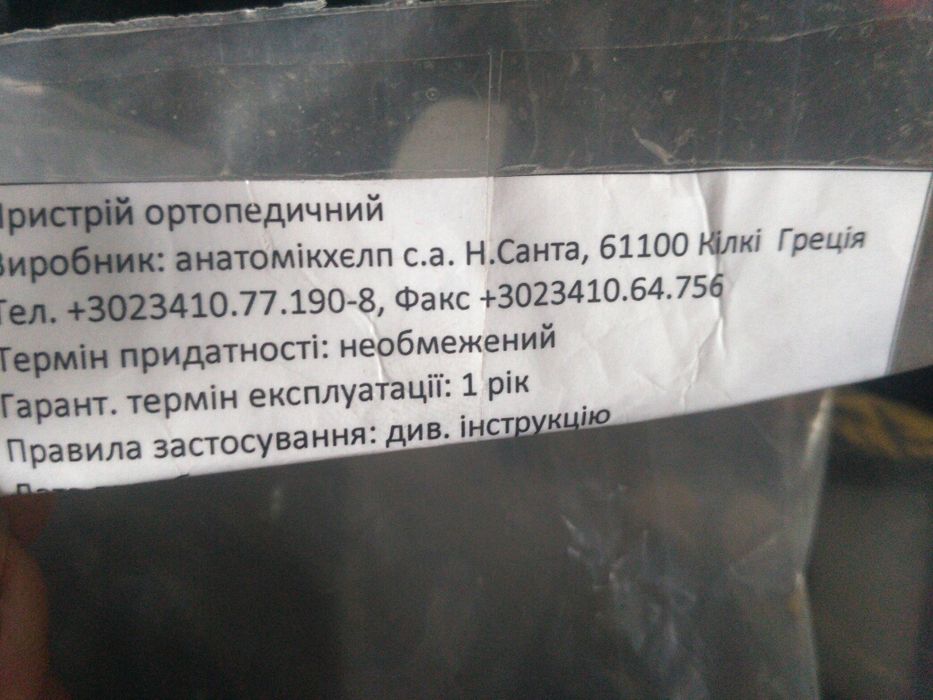 Пристрій ортопедичний
Виробник: анатомікхєлп с.а. Н.Санта, 61100 Кілкі Греція
Тел. +3023410.77.190-8, Факс +3023410.64.756
Термін придатності: необмежений
Гарант. термін експлуатації: 1 рік
Правила застосування: див. інструкцію